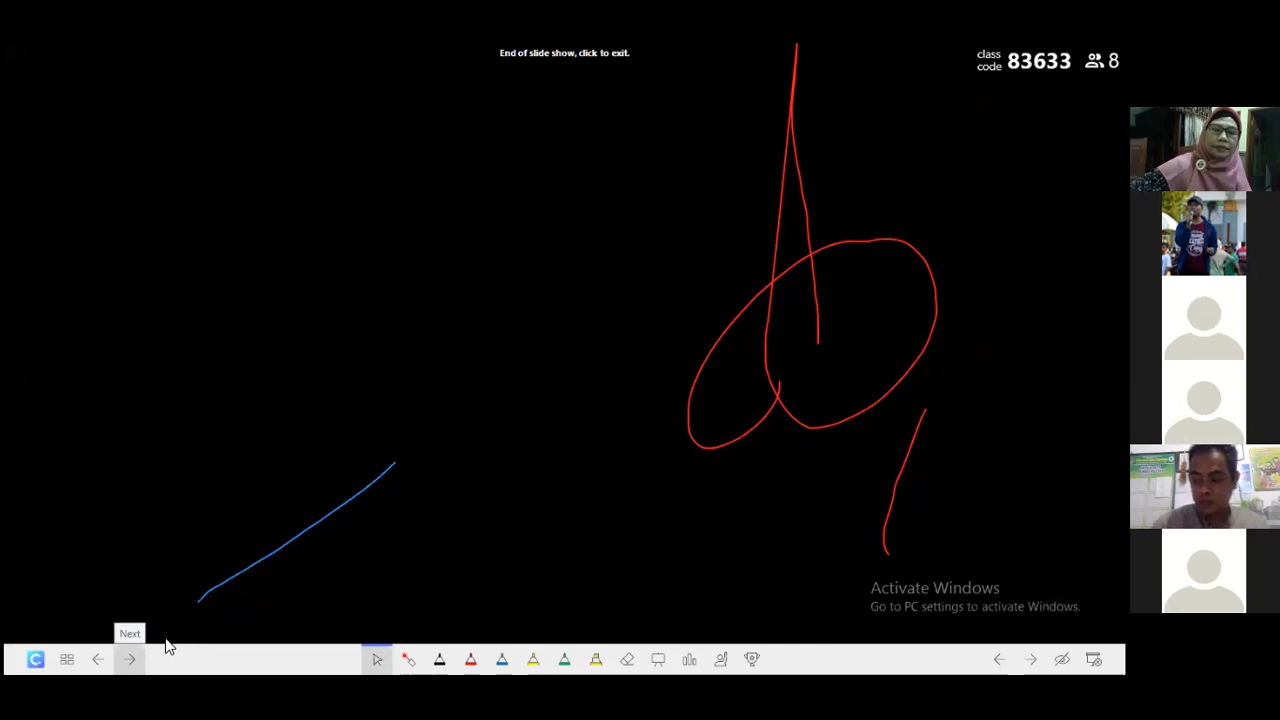 End of slide show, click to exit.
class
code 83633 8
Activate Windows
Go to PC settings to activate Windows.
Next